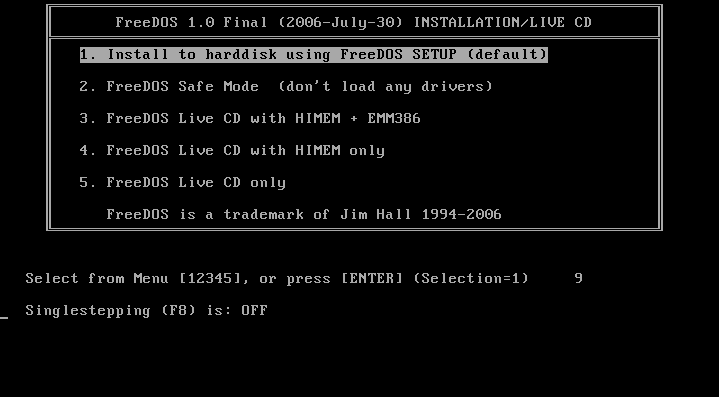 FreeDOS 1.0 Final (2006-July-30) INSTALLATION/LIVE CD
1. Install to harddisk using FreeDOS SETUP (default)
2. FreeDOS Safe Mode  (don't load any drivers)
3. FreeDOS Live CD with HIMEM + EMM386
4. FreeDOS Live CD with HIMEM only
5. FreeDOS Live CD only
FreeDOS is a trademark of Jim Hall 1994-2006
Select from Menu [12345], or press [ENTER] (Selection=1)     9
Singlestepping (F8) is: OFF